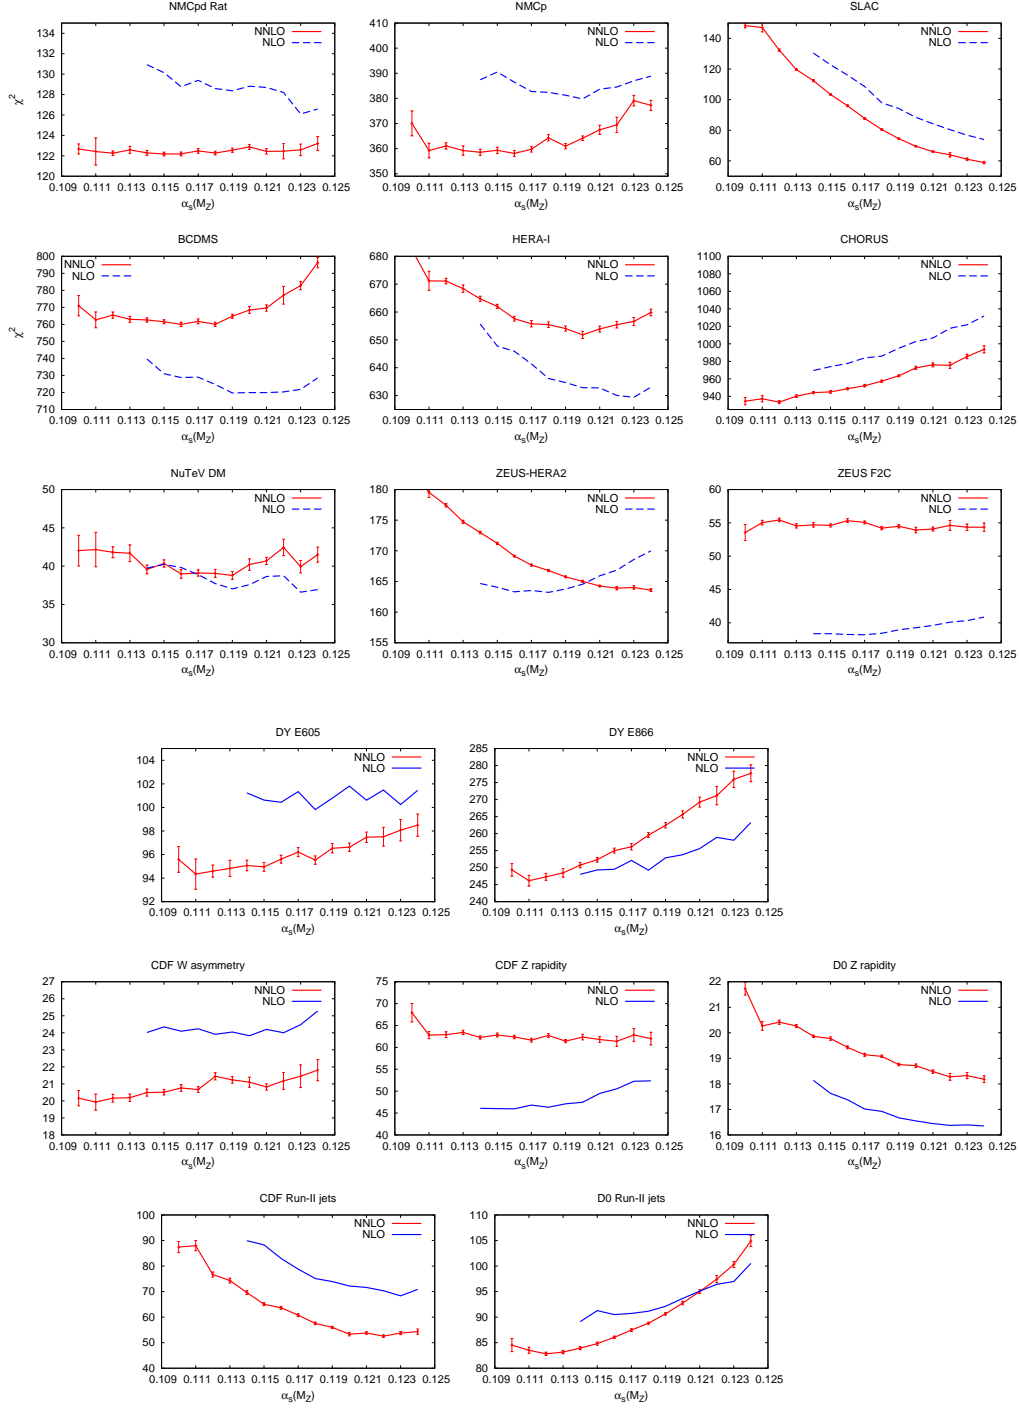 NMCpd Rat
134
132
130
128
126
124
122
120
χ²
0.109 0.111 0.113 0.115 0.117 0.119 0.121 0.123 0.125
αs(MZ)
NNLO
NLO
NMCp
410
400
390
380
370
360
350
0.109 0.111 0.113 0.115 0.117 0.119 0.121 0.123 0.125
αs(MZ)
NNLO
NLO
SLAC
140
120
100
80
60
0.109 0.111 0.113 0.115 0.117 0.119 0.121 0.123 0.125
αs(MZ)
NNLO
NLO
BCDMS
800
790
780
770
760
750
740
730
720
710
χ²
0.109 0.111 0.113 0.115 0.117 0.119 0.121 0.123 0.125
αs(MZ)
NNLO
NLO
HERA-I
680
670
660
650
640
630
0.109 0.111 0.113 0.115 0.117 0.119 0.121 0.123 0.125
αs(MZ)
NNLO
NLO
CHORUS
1100
1080
1060
1040
1020
1000
980
960
940
0.109 0.111 0.113 0.115 0.117 0.119 0.121 0.123 0.125
αs(MZ)
NNLO
NLO
NuTeV DM
50
45
40
35
30
0.109 0.111 0.113 0.115 0.117 0.119 0.121 0.123 0.125
αs(MZ)
NNLO
NLO
ZEUS-HERA2
180
175
170
165
160
155
0.109 0.111 0.113 0.115 0.117 0.119 0.121 0.123 0.125
αs(MZ)
NNLO
NLO
ZEUS F2C
60
55
50
45
40
0.109 0.111 0.113 0.115 0.117 0.119 0.121 0.123 0.125
αs(MZ)
NNLO
NLO
DY E605
104
102
100
98
96
94
92
0.109 0.111 0.113 0.115 0.117 0.119 0.121 0.123 0.125
αs(MZ)
NNLO
NLO
DY E866
285
280
275
270
265
260
255
250
245
240
0.109 0.111 0.113 0.115 0.117 0.119 0.121 0.123 0.125
αs(MZ)
NNLO
NLO
CDF W asymmetry
27
26
25
24
23
22
21
20
19
18
0.109 0.111 0.113 0.115 0.117 0.119 0.121 0.123 0.125
αs(MZ)
NNLO
NLO
CDF Z rapidity
75
70
65
60
55
50
45
40
0.109 0.111 0.113 0.115 0.117 0.119 0.121 0.123 0.125
αs(MZ)
NNLO
NLO
D0 Z rapidity
22
21
20
19
18
17
16
0.109 0.111 0.113 0.115 0.117 0.119 0.121 0.123 0.125
αs(MZ)
NNLO
NLO
CDF Run-II jets
100
90
80
70
60
50
40
0.109 0.111 0.113 0.115 0.117 0.119 0.121 0.123 0.125
αs(MZ)
NNLO
NLO
D0 Run-II jets
110
105
100
95
90
85
80
0.109 0.111 0.113 0.115 0.117 0.119 0.121 0.123 0.125
αs(MZ)
NNLO
NLO